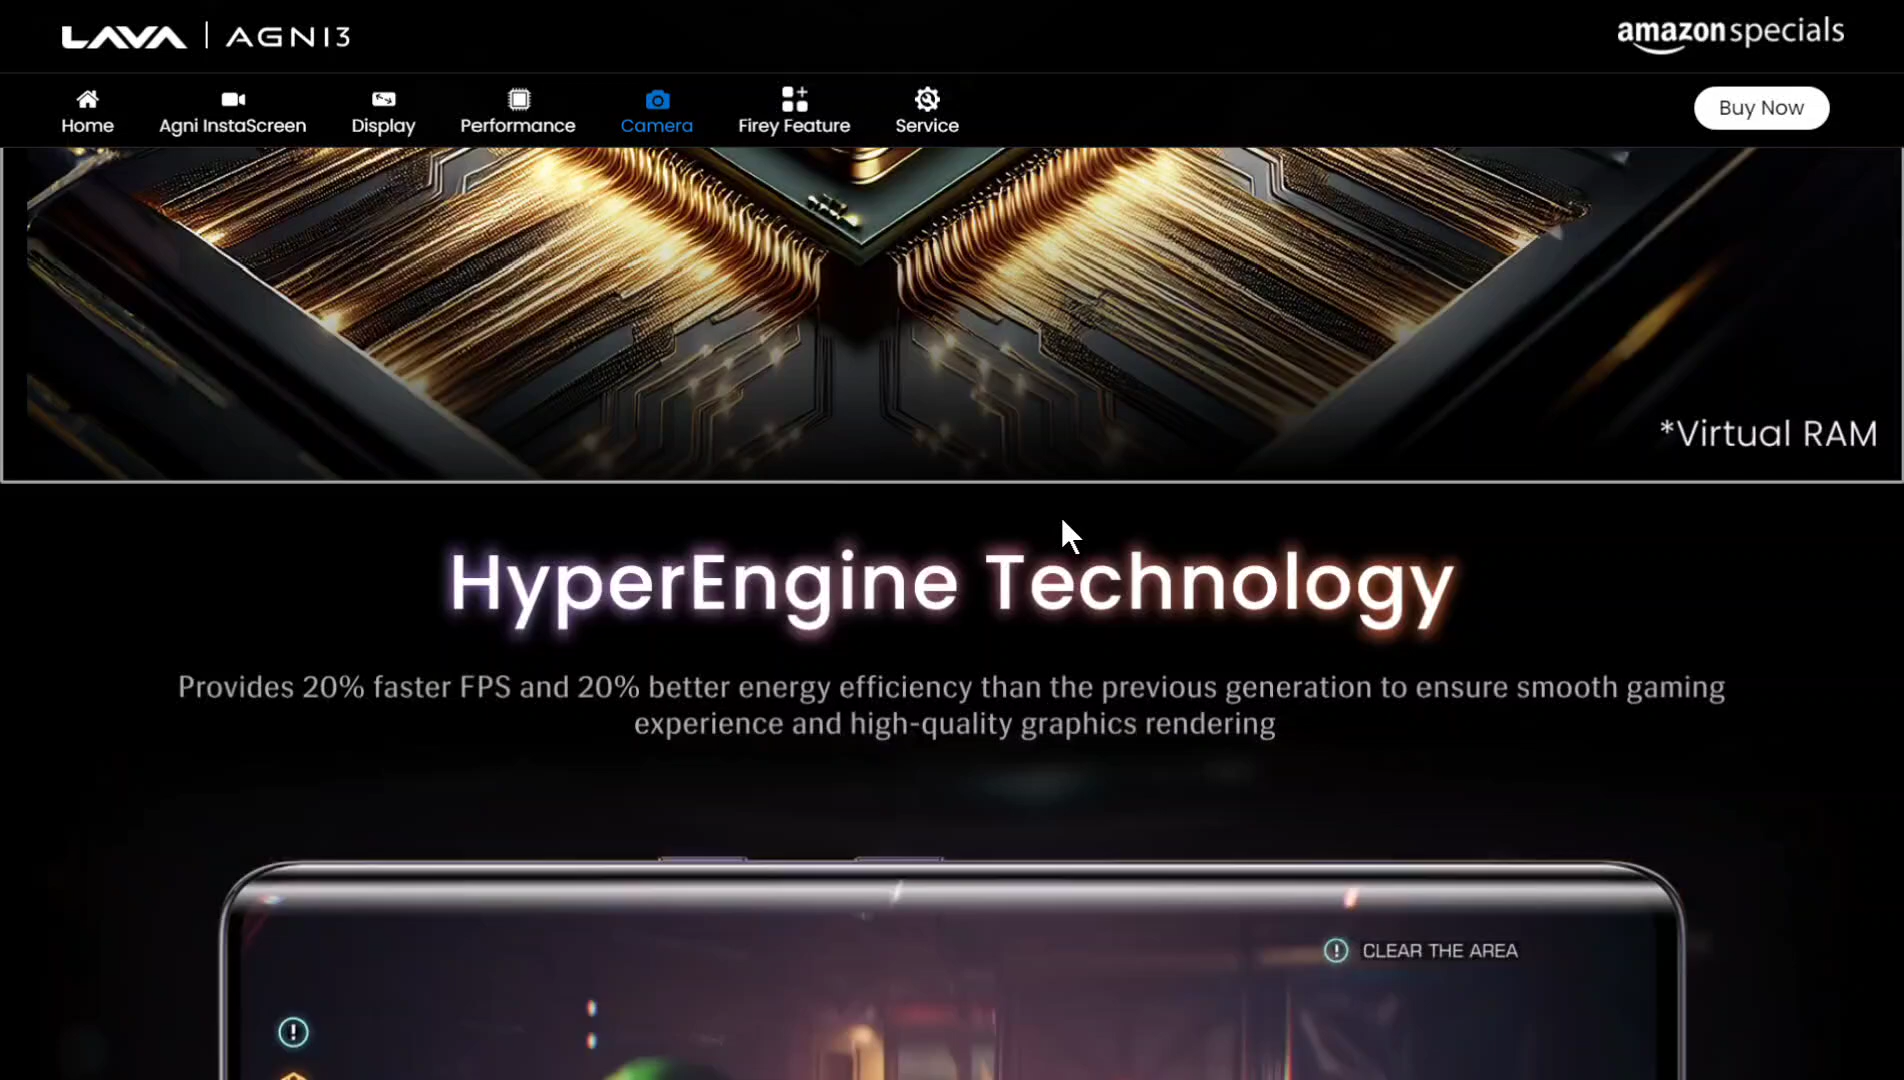 LAVA | AGNI3
amazon specials
Home
Agni InstaScreen
Display
Performance
Camera
Firey Feature
Service
Buy Now
*Virtual RAM
HyperEngine Technology
Provides 20% faster FPS and 20% better energy efficiency than the previous generation to ensure smooth gaming
experience and high-quality graphics rendering
CLEAR THE AREA